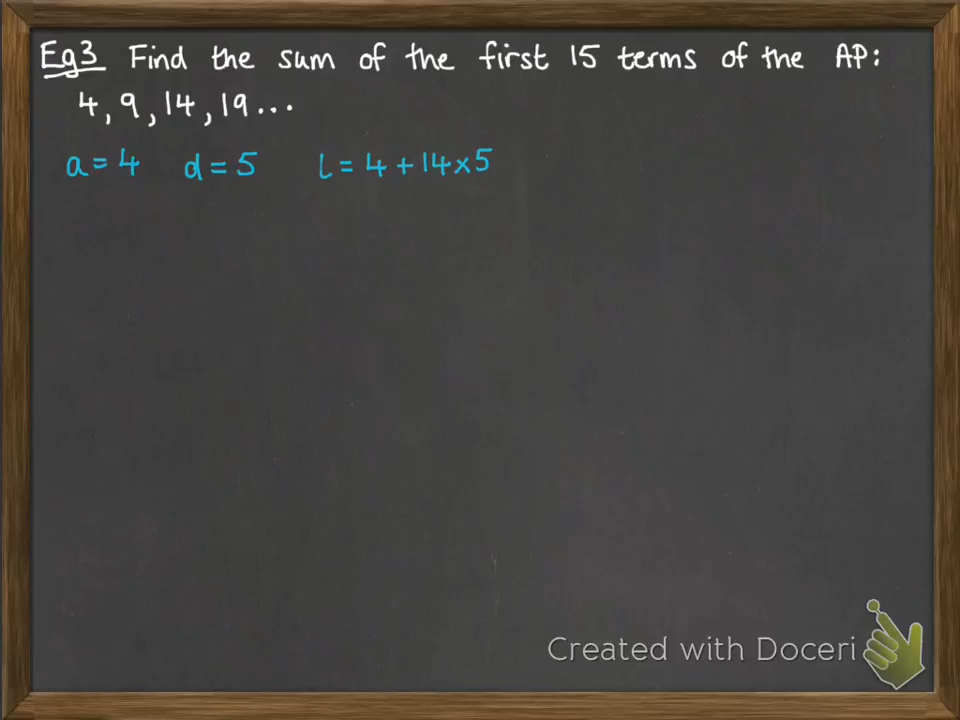 Eg3 Find the sum of the first 15 terms of the AP:
4, 9, 14, 19...
a = 4 d = 5 l = 4 + 14 x 5
Created with Doceri